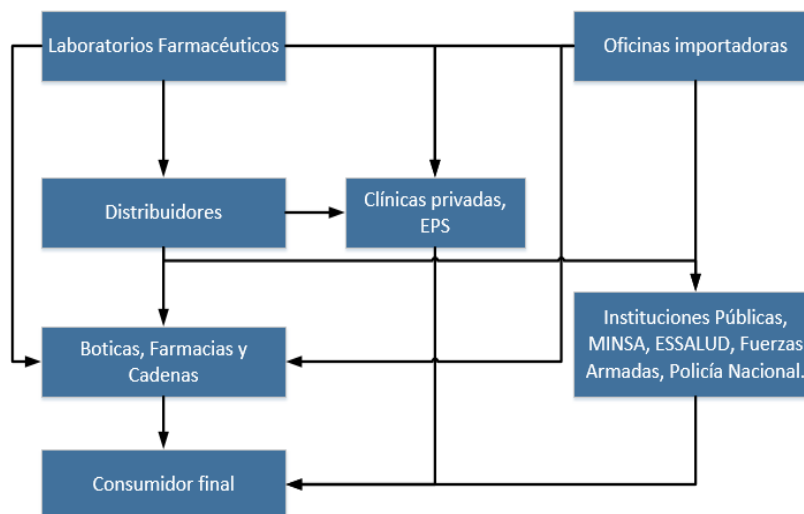 Laboratorios Farmacéuticos
Oficinas importadoras
Distribuidores
Clínicas privadas,
EPS
Boticas, Farmacias y
Cadenas
Instituciones Públicas,
MINSA, ESSALUD, Fuerzas
Armadas, Policía Nacional.
Consumidor final